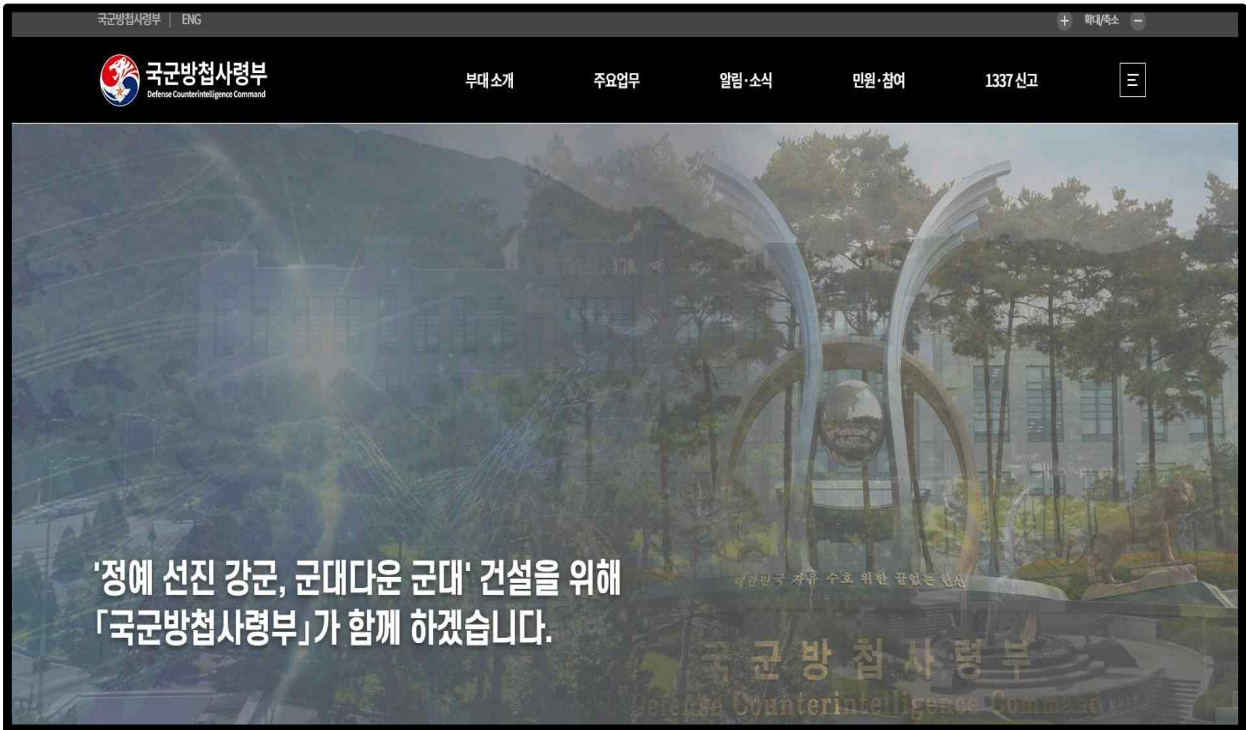 국군방첩사령부 | ENG
확대/축소
국군방첩사령부
Defense Counterintelligence Command
부대 소개
주요업무
알림·소식
민원·참여
1337 신고
'정예 선진 강군, 군대다운 군대' 건설을 위해
「국군방첩사령부」가 함께 하겠습니다.
대한민국 자유 수호 위한 끝없는 헌신
국군방첩사령부
Defense Counterintelligence Command